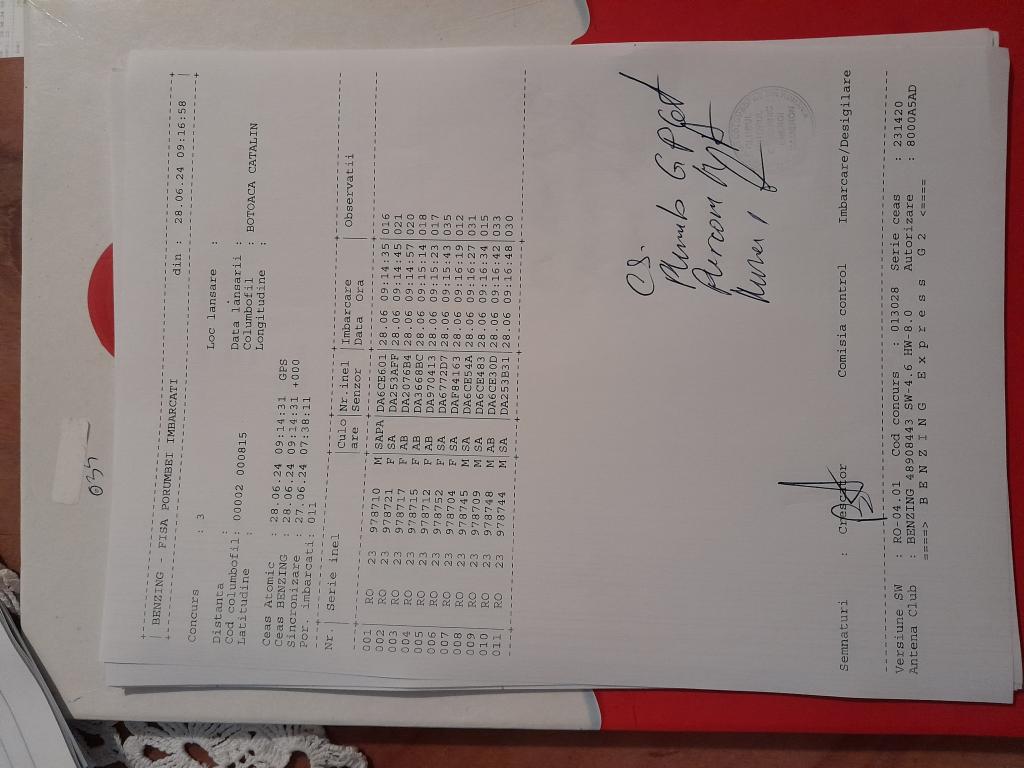 BENZING - FISA PORUMBEI IMBARCATI din : 28.06.24 09:16:58
Concurs : 3
Loc lansare :
Distanta : Data lansarii :
Cod columbofil: 00002 000815 Columbofil : BOTOACA CATALIN
Latitudine : Longitudine :
Ceas Atomic : 28.06.24 09:14:31 GPS
Ceas BENZING : 28.06.24 09:14:31 +000
Sincronizare : 27.06.24 07:38:11
Por. imbarcati: 011
Nr. | Serie inel |Culo|Nr.inel |Imbarcare | Observatii
|are |Senzor |Data Ora
001 | RO 23 978710 M SAPA|DA6CE601|28.06 09:14:35 016
002 | RO 23 978721 F SA |DA253AFF|28.06 09:14:45 021
003 | RO 23 978717 F AB |DA2076B4|28.06 09:14:57 020
004 | RO 23 978715 F AB |DA3668BC|28.06 09:15:14 018
005 | RO 23 978712 F AB |DA970413|28.06 09:15:23 017
006 | RO 23 978752 F SA |DA6772D7|28.06 09:15:43 035
007 | RO 23 978704 F SA |DAF84163|28.06 09:16:19 012
008 | RO 23 978745 M SA |DA6CE54A|28.06 09:16:27 031
009 | RO 23 978709 M SA |DA6CE483|28.06 09:16:34 015
010 | RO 23 978748 M AB |DA6CE30D|28.06 09:16:42 033
011 | RO 23 978744 M SA |DA253B31|28.06 09:16:48 030
Semnaturi : Crescator Comisia control Imbarcare/Desigilare
Versiune SW : RO-04.01 Cod concurs : 013028 Serie ceas : 231420
Antena Club : BENZING 48908443 SW-4.6 HW-8.0 Autorizare : 8000A5AD
====> B E N Z I N G E x p r e s s G 2 <====
035